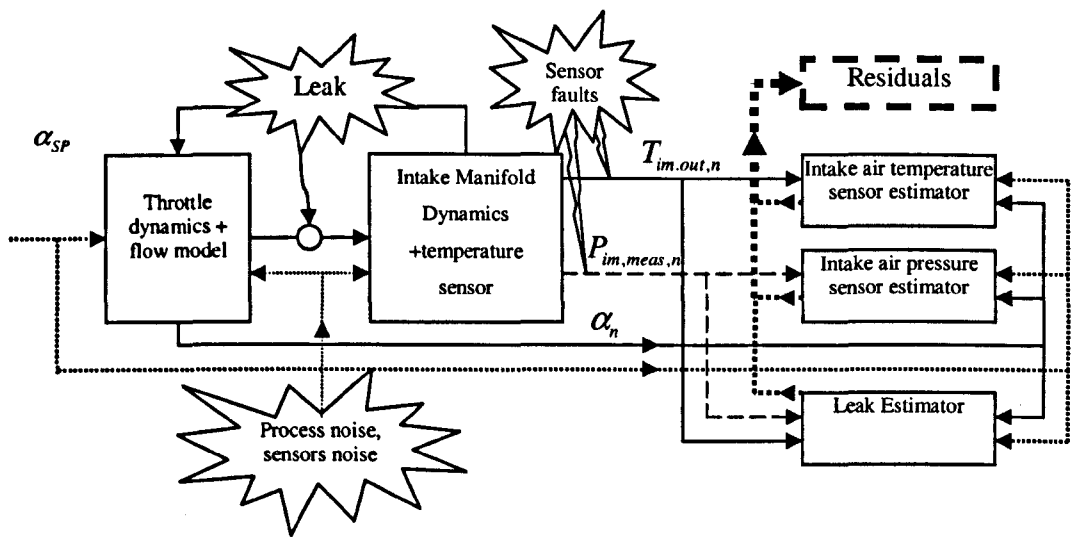 Leak
Sensor
faults
Residuals
α_SP
T_im.out,n
Throttle
dynamics +
flow model
Intake Manifold
Dynamics
+temperature
sensor
Intake air temperature
sensor estimator
P_im,meas,n
Intake air pressure
sensor estimator
α_n
Process noise,
sensors noise
Leak Estimator